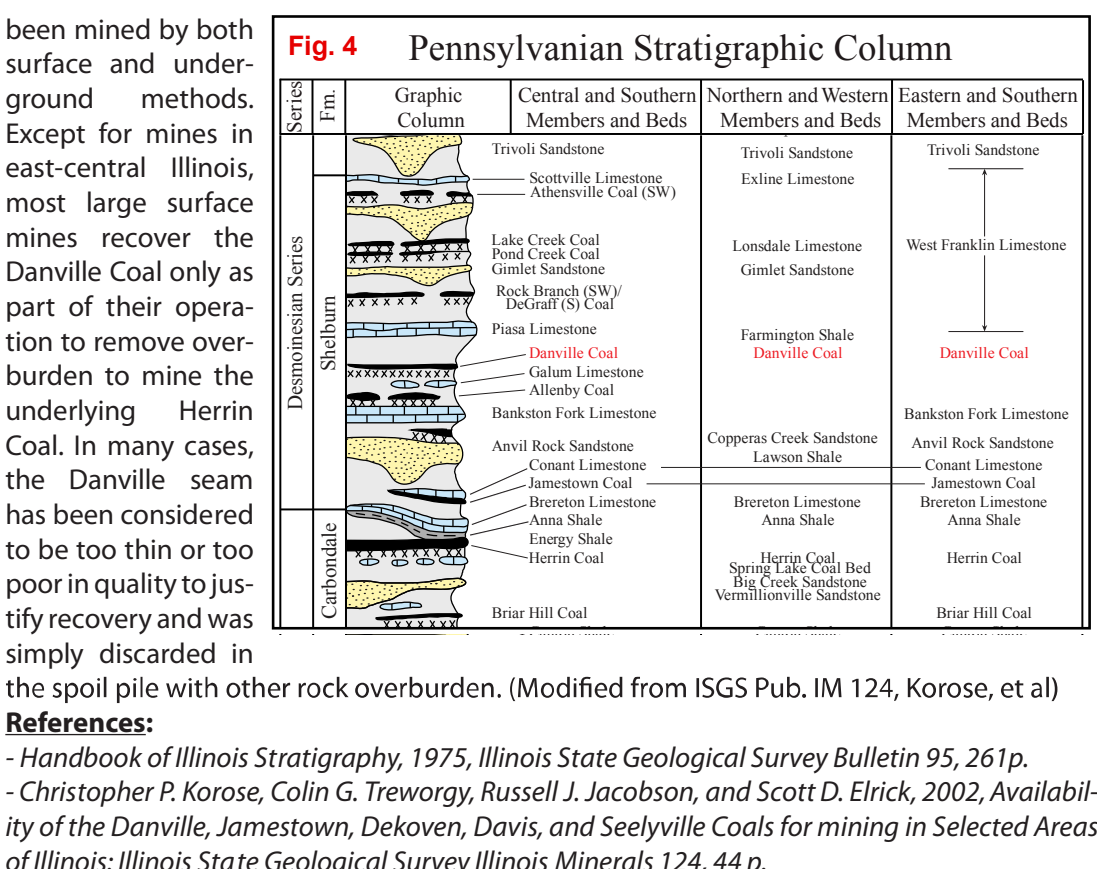 been mined by both
surface and under-
ground methods.
Except for mines in
east-central Illinois,
most large surface
mines recover the
Danville Coal only as
part of their opera-
tion to remove over-
burden to mine the
underlying Herrin
Coal. In many cases,
the Danville seam
has been considered
to be too thin or too
poor in quality to jus-
tify recovery and was
simply discarded in
the spoil pile with other rock overburden. (Modified from ISGS Pub. IM 124, Korose, et al)
Fig. 4 Pennsylvanian Stratigraphic Column
Series
Fm.
Graphic
Column
Central and Southern
Members and Beds
Northern and Western
Members and Beds
Eastern and Southern
Members and Beds
Desmoinesian Series
Shelburn
Carbondale
Trivoli Sandstone
Scottville Limestone
Athensville Coal (SW)
Lake Creek Coal
Pond Creek Coal
Gimlet Sandstone
Rock Branch (SW)/
DeGraff (S) Coal
Piasa Limestone
Danville Coal
Galum Limestone
Allenby Coal
Bankston Fork Limestone
Anvil Rock Sandstone
Conant Limestone
Jamestown Coal
Brereton Limestone
Anna Shale
Energy Shale
Herrin Coal
Briar Hill Coal
Trivoli Sandstone
Exline Limestone
Lonsdale Limestone
Gimlet Sandstone
Farmington Shale
Danville Coal
Copperas Creek Sandstone
Lawson Shale
Brereton Limestone
Anna Shale
Herrin Coal
Spring Lake Coal Bed
Big Creek Sandstone
Vermillionville Sandstone
Trivoli Sandstone
West Franklin Limestone
Danville Coal
Bankston Fork Limestone
Anvil Rock Sandstone
Conant Limestone
Jamestown Coal
Brereton Limestone
Anna Shale
Herrin Coal
Briar Hill Coal
References:
- Handbook of Illinois Stratigraphy, 1975, Illinois State Geological Survey Bulletin 95, 261p.
- Christopher P. Korose, Colin G. Treworgy, Russell J. Jacobson, and Scott D. Elrick, 2002, Availabil-
ity of the Danville, Jamestown, Dekoven, Davis, and Seelyville Coals for mining in Selected Areas
of Illinois: Illinois State Geological Survey Illinois Minerals 124, 44 p.